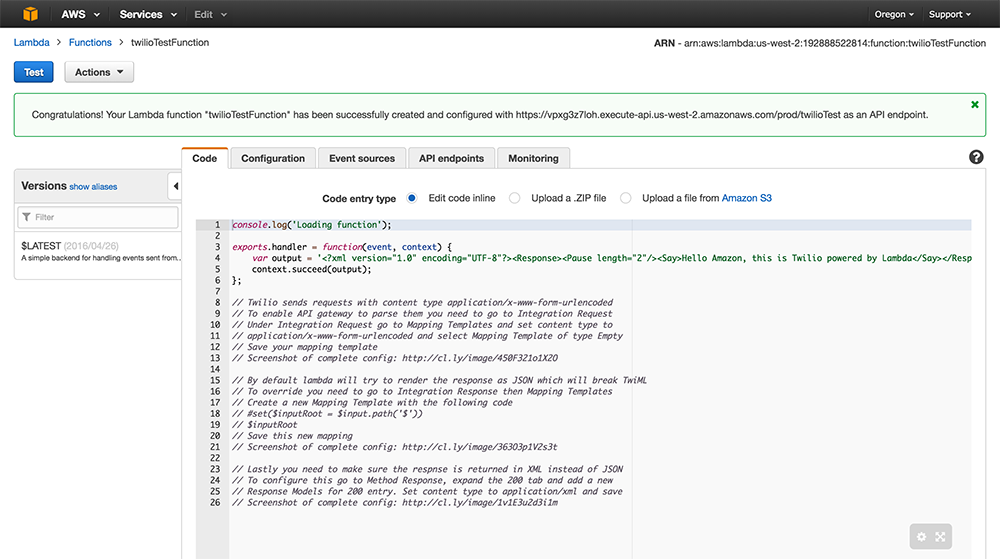 AWS Services Edit Oregon Support
Lambda > Functions > twilioTestFunction
ARN - arn:aws:lambda:us-west-2:192888522814:function:twilioTestFunction
Test Actions
Congratulations! Your Lambda function "twilioTestFunction" has been successfully created and configured with https://vpxg3z7loh.execute-api.us-west-2.amazonaws.com/prod/twilioTest as an API endpoint.
Code Configuration Event sources API endpoints Monitoring
Versions show aliases
Filter
$LATEST (2016/04/26)
A simple backend for handling events sent from...
Code entry type Edit code inline Upload a .ZIP file Upload a file from Amazon S3
1 console.log('Loading function');
2
3 exports.handler = function(event, context) {
4 var output = '<?xml version="1.0" encoding="UTF-8"?><Response><Pause length="2"/><Say>Hello Amazon, this is Twilio powered by Lambda</Say></Resp
5 context.succeed(output);
6 };
7
8 // Twilio sends requests with content type application/x-www-form-urlencoded
9 // To enable API gateway to parse them you need to go to Integration Request
10 // Under Integration Request go to Mapping Templates and set content type to
11 // application/x-www-form-urlencoded and select Mapping Template of type Empty
12 // Save your mapping template
13 // Screenshot of complete config: http://cl.ly/image/450F321o1X2O
14
15 // By default lambda will try to render the response as JSON which will break TwiML
16 // To override you need to go to Integration Response then Mapping Templates
17 // Create a new Mapping Template with the following code
18 // #set($inputRoot = $input.path('$'))
19 // $inputRoot
20 // Save this new mapping
21 // Screenshot of complete config: http://cl.ly/image/363O3p1V2s3t
22
23 // Lastly you need to make sure the respnse is returned in XML instead of JSON
24 // To configure this go to Method Response, expand the 200 tab and add a new
25 // Response Models for 200 entry. Set content type to application/xml and save
26 // Screenshot of complete config: http://cl.ly/image/1v1E3u2d3i1m